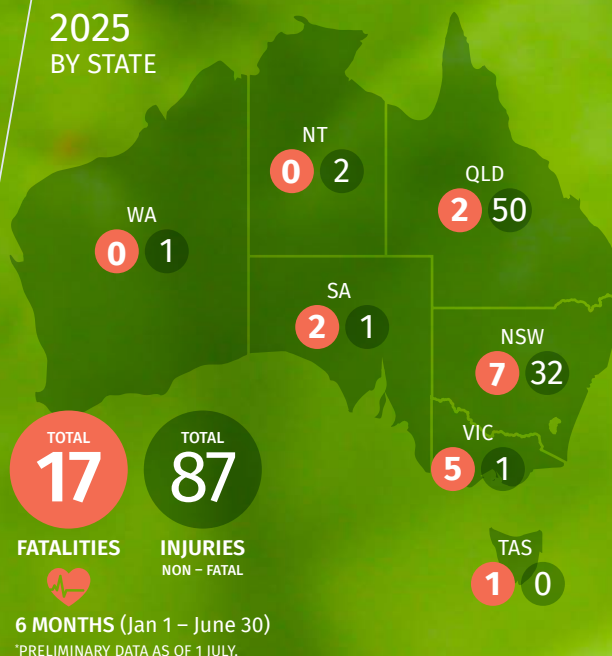 2025
BY STATE
NT
0 2
QLD
2 50
WA
0 1
SA
2 1
NSW
7 32
VIC
5 1
TAS
1 0
TOTAL
17
FATALITIES
TOTAL
87
INJURIES
NON – FATAL
6 MONTHS (Jan 1 – June 30)
*PRELIMINARY DATA AS OF 1 JULY.